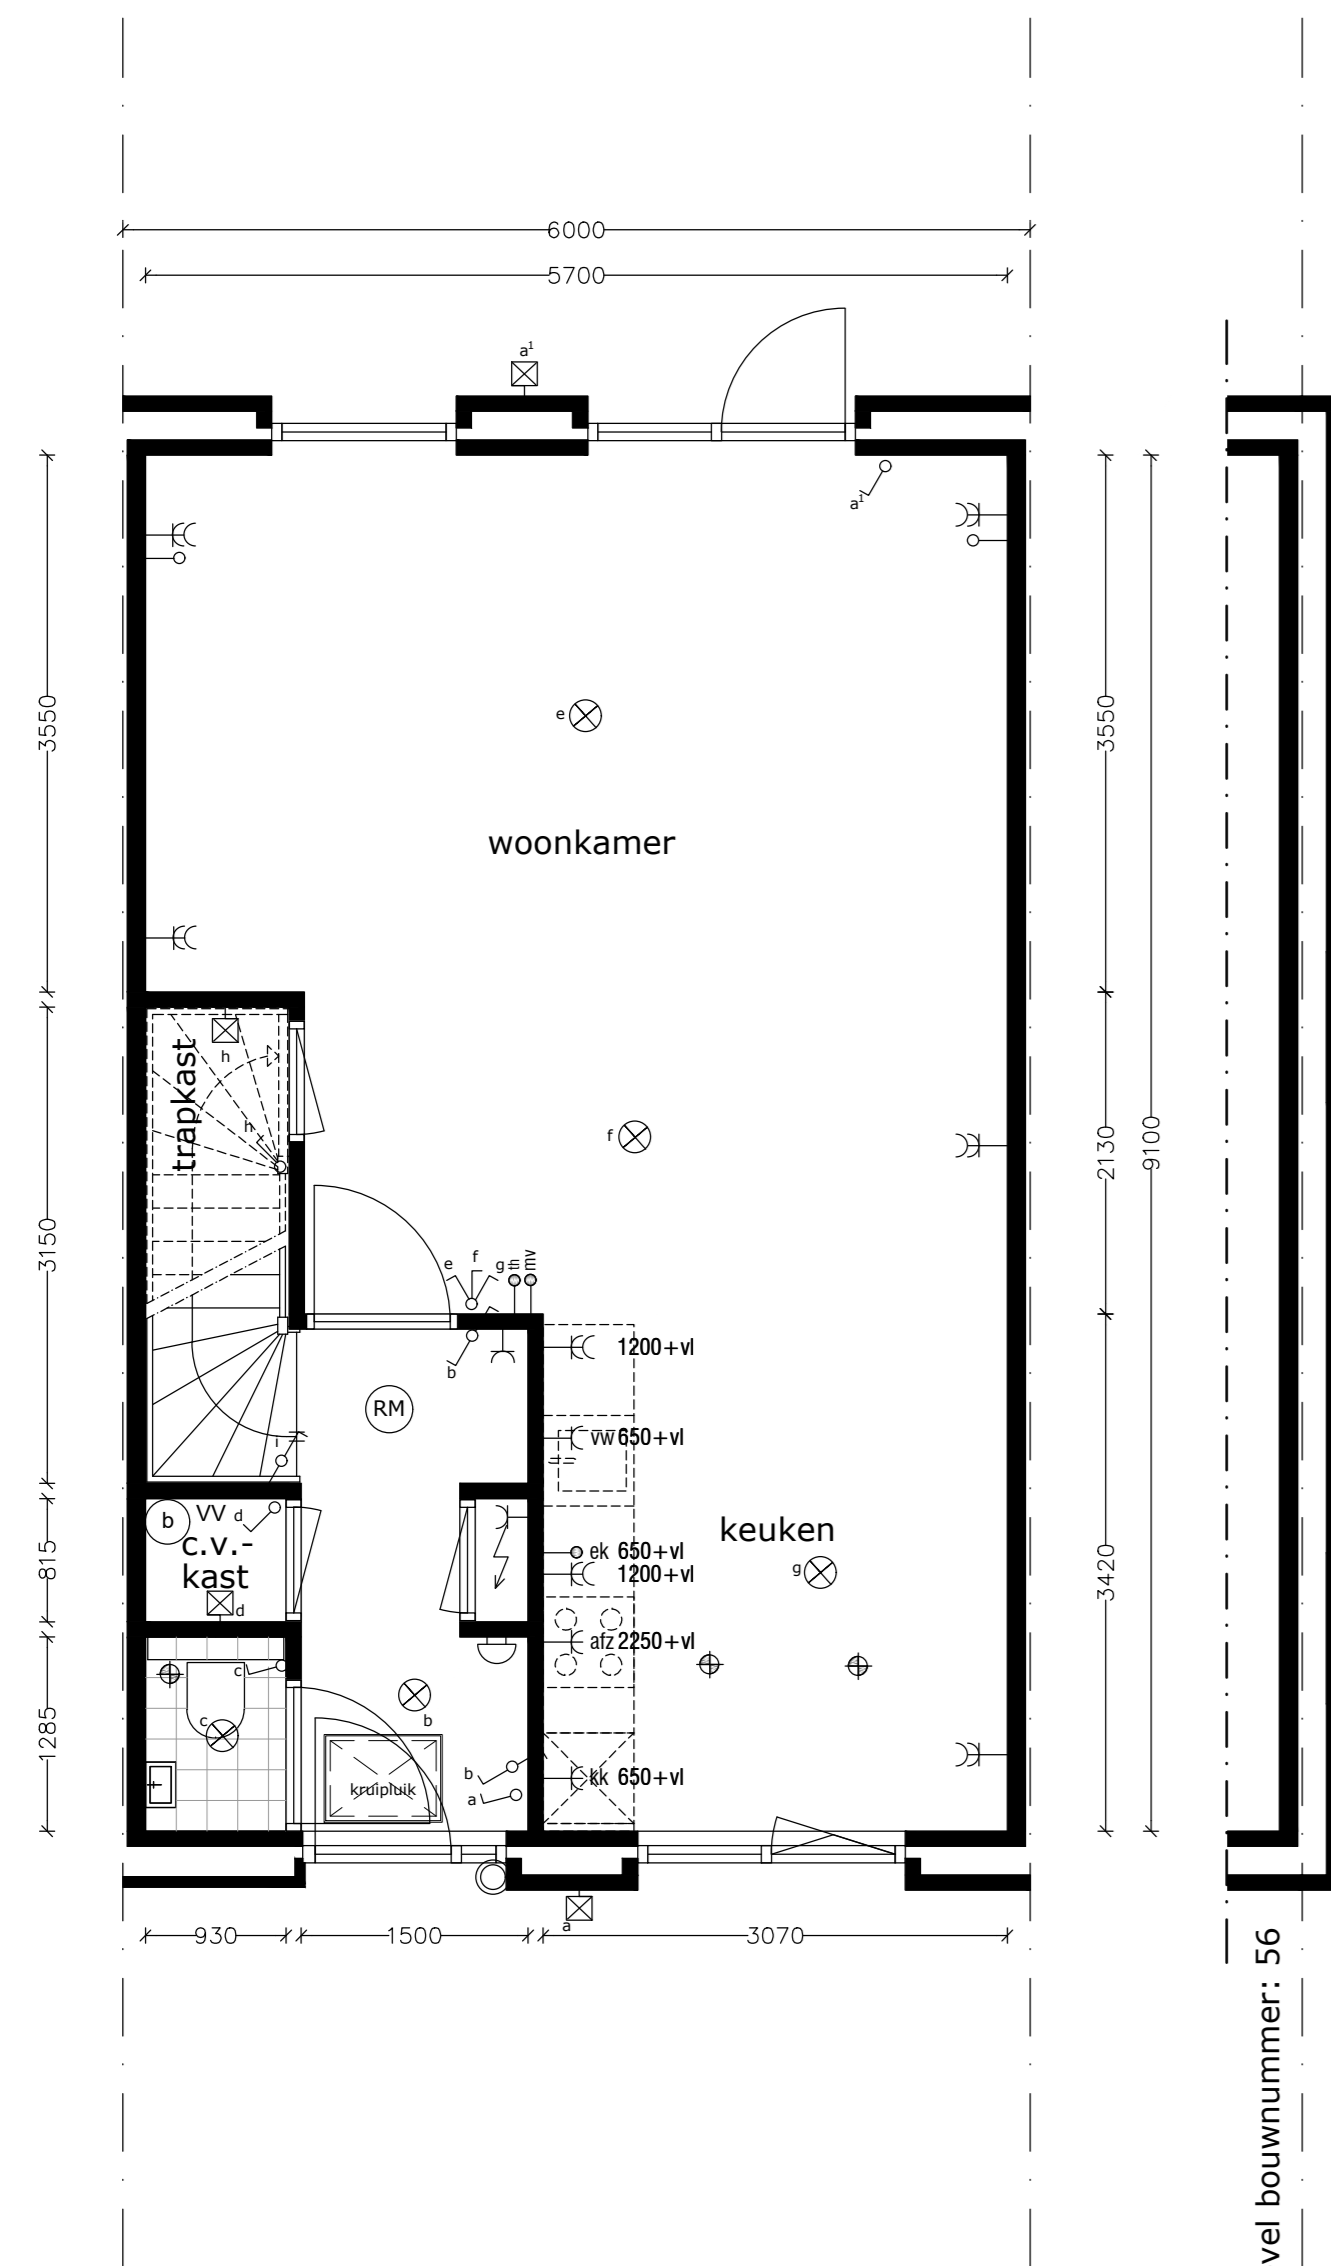 6000
5700
a¹
a¹
e
woonkamer
3550
3550
trapkast
h
h
f
2130
9100
3150
e
f
g
th
mv
b
1200+vl
RM
vw 650+vl
i
b
VV
d
c.v.-
kast
d
keuken
ek 650+vl
1200+vl
g
815
3420
afz 2250+vl
c
c
b
1285
kruipluik
b
a
kk 650+vl
a
930
1500
3070
vel bouwnummer: 56